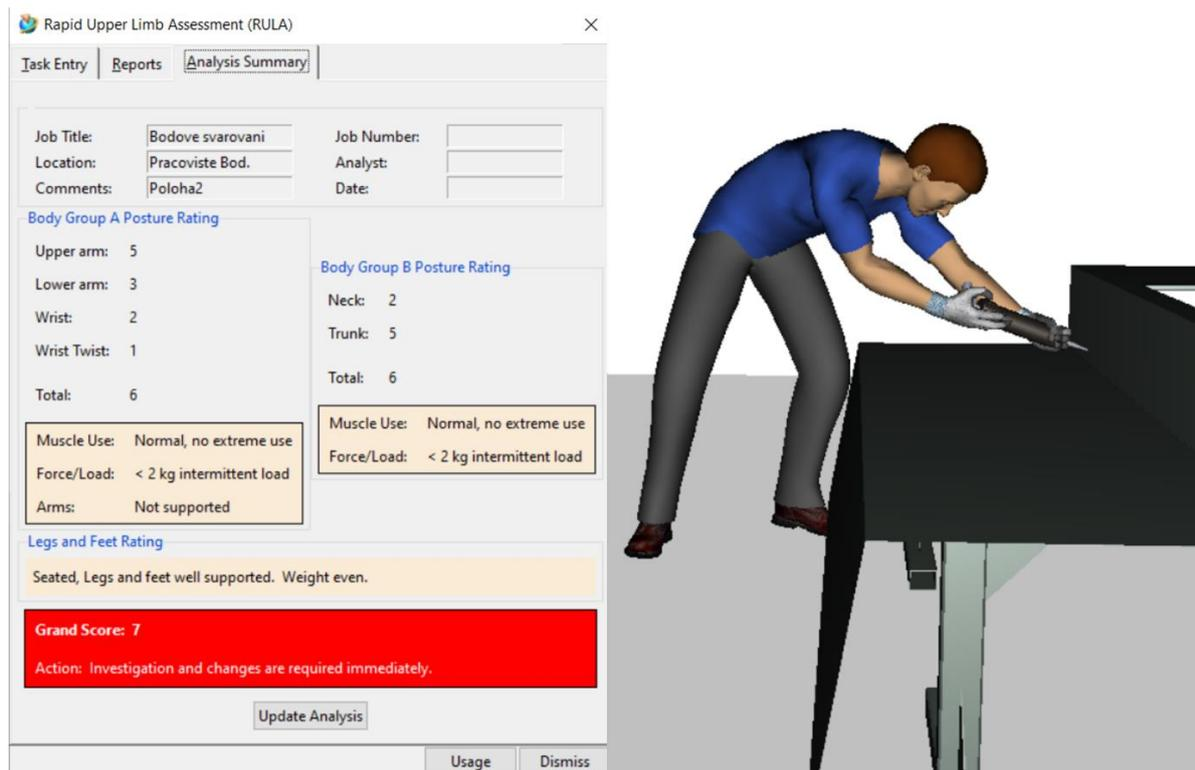 Rapid Upper Limb Assessment (RULA)
Task Entry Reports Analysis Summary
Job Title: Bodove svarovani Job Number:
Location: Pracoviste Bod. Analyst:
Comments: Poloha2 Date:
Body Group A Posture Rating
Upper arm: 5
Lower arm: 3
Wrist: 2
Wrist Twist: 1
Total: 6
Muscle Use: Normal, no extreme use
Force/Load: < 2 kg intermittent load
Arms: Not supported
Body Group B Posture Rating
Neck: 2
Trunk: 5
Total: 6
Muscle Use: Normal, no extreme use
Force/Load: < 2 kg intermittent load
Legs and Feet Rating
Seated, Legs and feet well supported. Weight even.
Grand Score: 7
Action: Investigation and changes are required immediately.
Update Analysis
Usage Dismiss